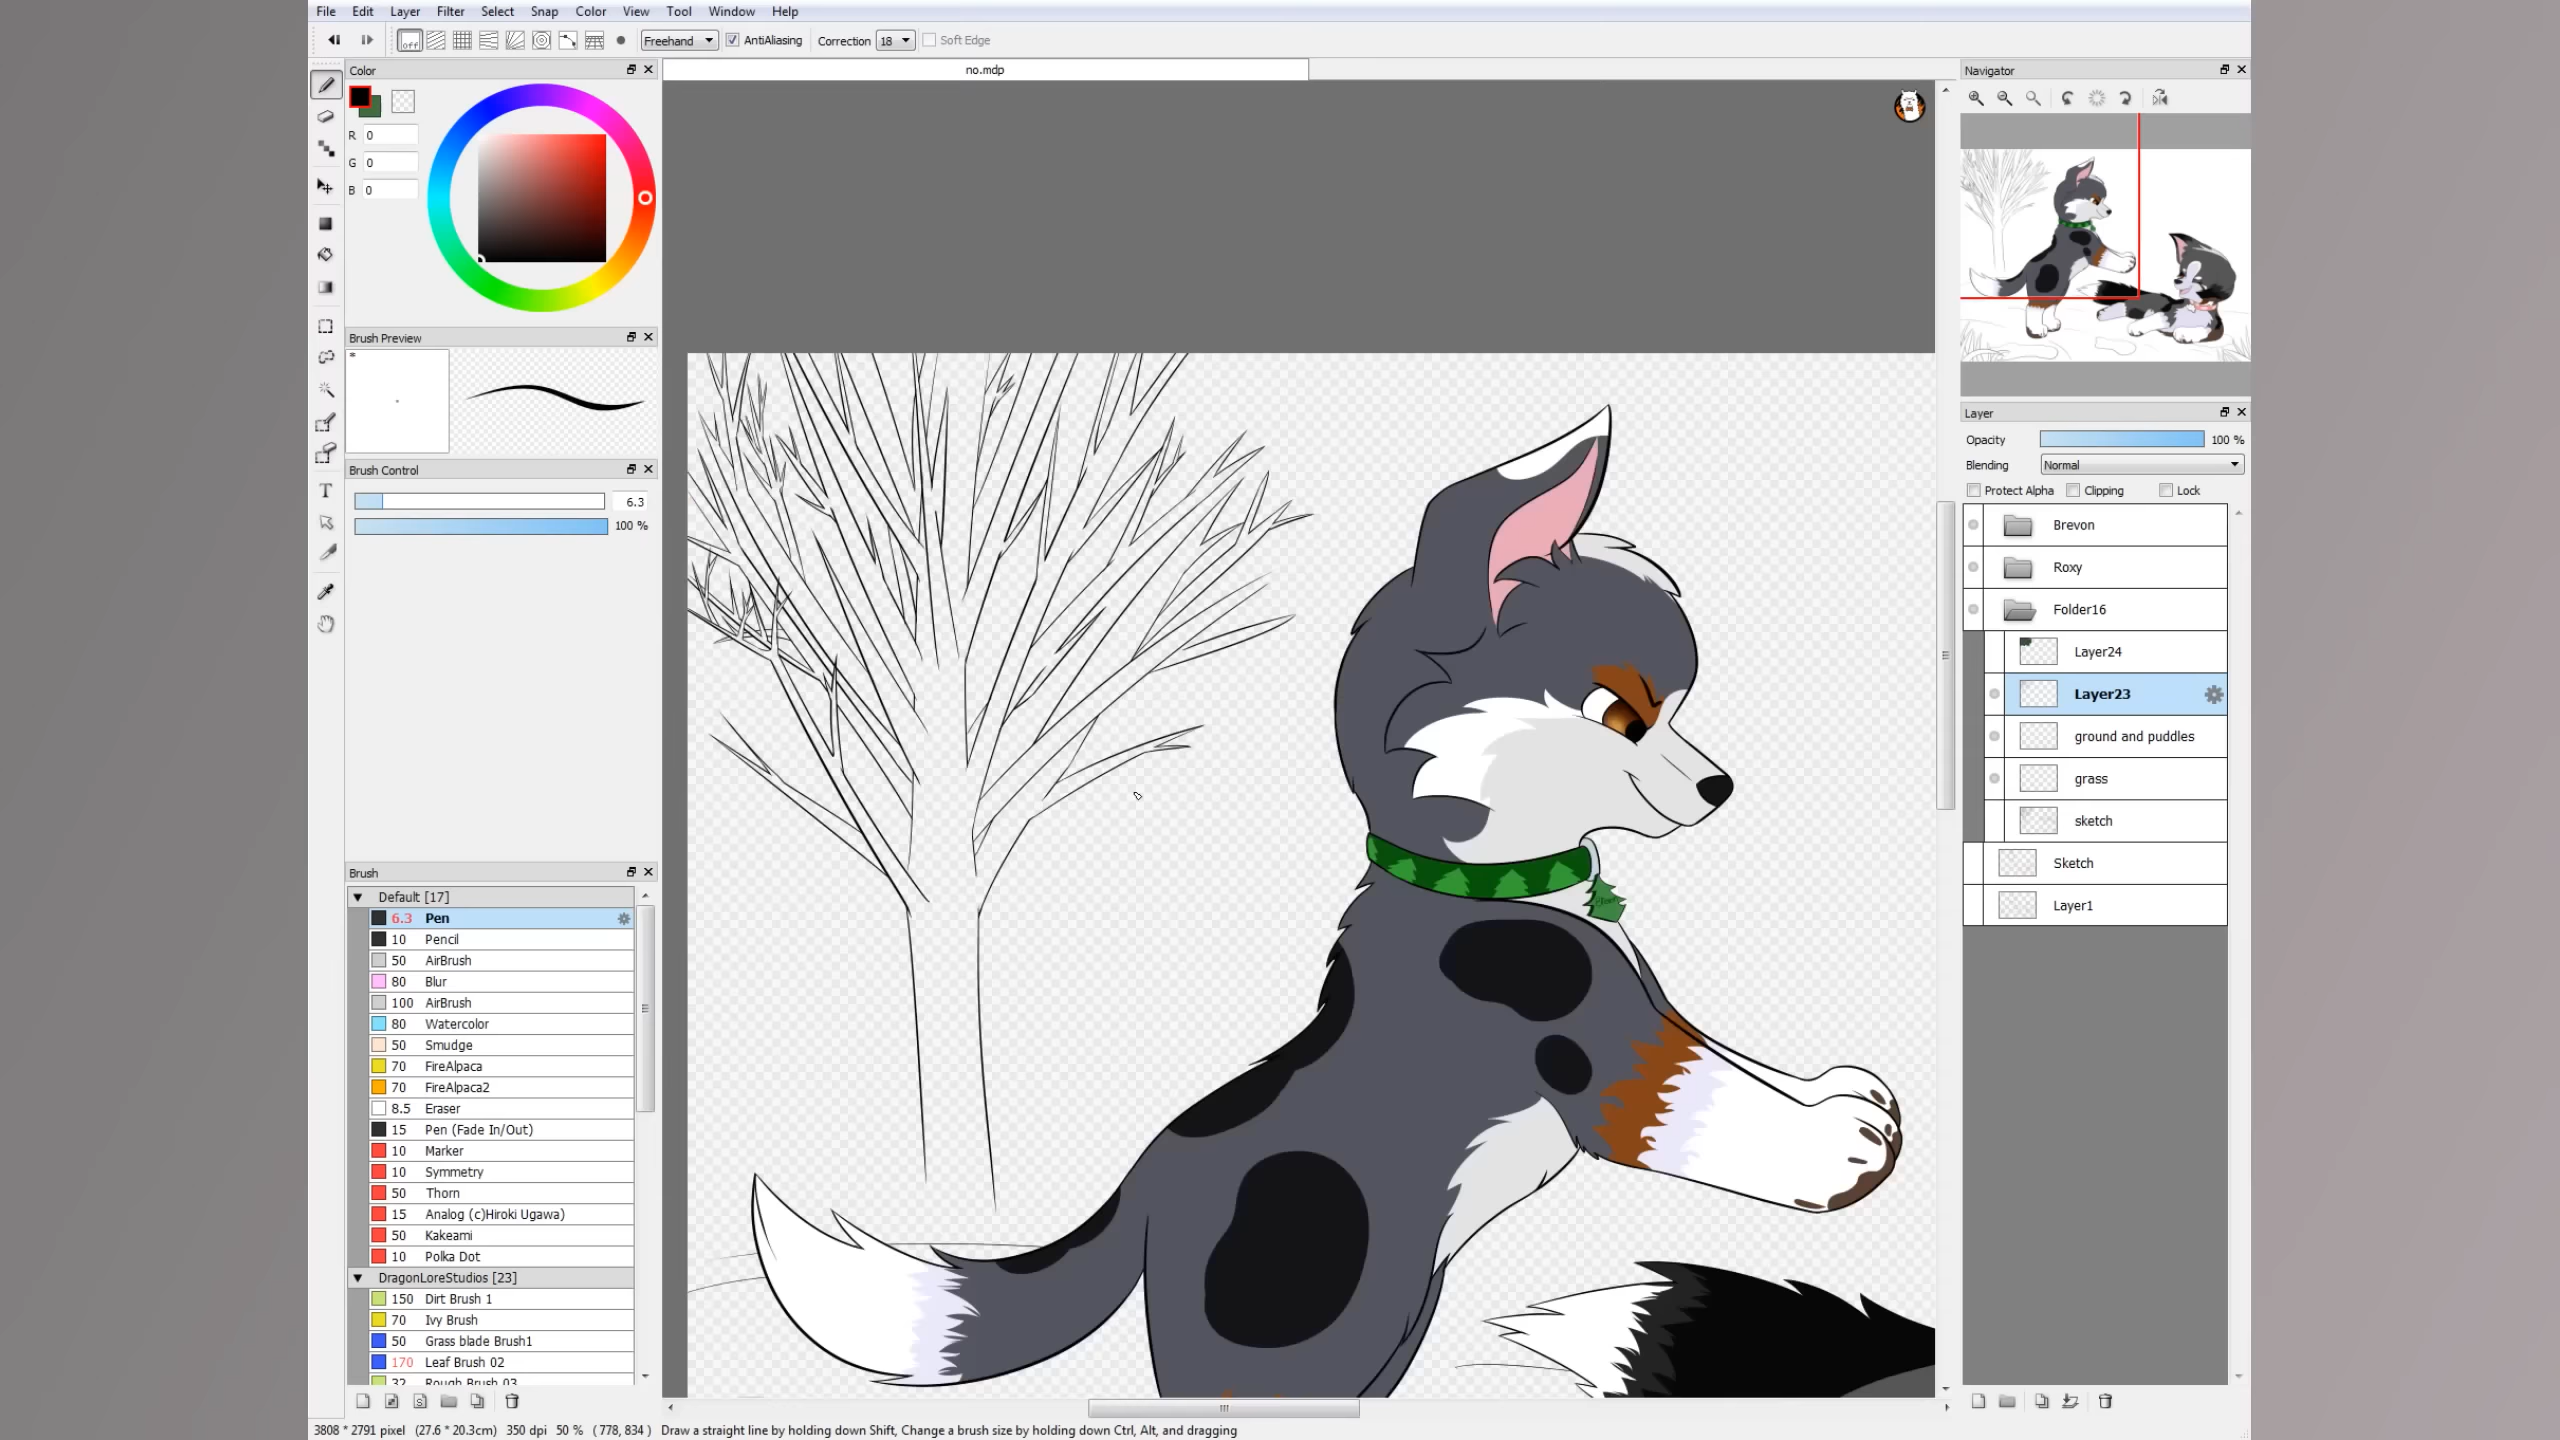 File Edit Layer Filter Select Snap Color View Tool Window Help
off Freehand AntiAliasing Correction 18 Soft Edge
Color
R 0
G 0
B 0
Brush Preview
*
Brush Control
6.3
100 %
Brush
Default [17]
6.3 Pen
10 Pencil
50 AirBrush
80 Blur
100 AirBrush
80 Watercolor
50 Smudge
70 FireAlpaca
70 FireAlpaca2
8.5 Eraser
15 Pen (Fade In/Out)
10 Marker
10 Symmetry
50 Thorn
15 Analog (c)Hiroki Ugawa)
50 Kakeami
10 Polka Dot
DragonLoreStudios [23]
150 Dirt Brush 1
70 Ivy Brush
50 Grass blade Brush1
170 Leaf Brush 02
32 Rough Brush 03
no.mdp
Navigator
Layer
Opacity 100 %
Blending Normal
Protect Alpha Clipping Lock
Brevon
Roxy
Folder16
Layer24
Layer23
ground and puddles
grass
sketch
Sketch
Layer1
3808 * 2791 pixel (27.6 * 20.3cm) 350 dpi 50 % ( 778, 834 ) Draw a straight line by holding down Shift, Change a brush size by holding down Ctrl, Alt, and dragging